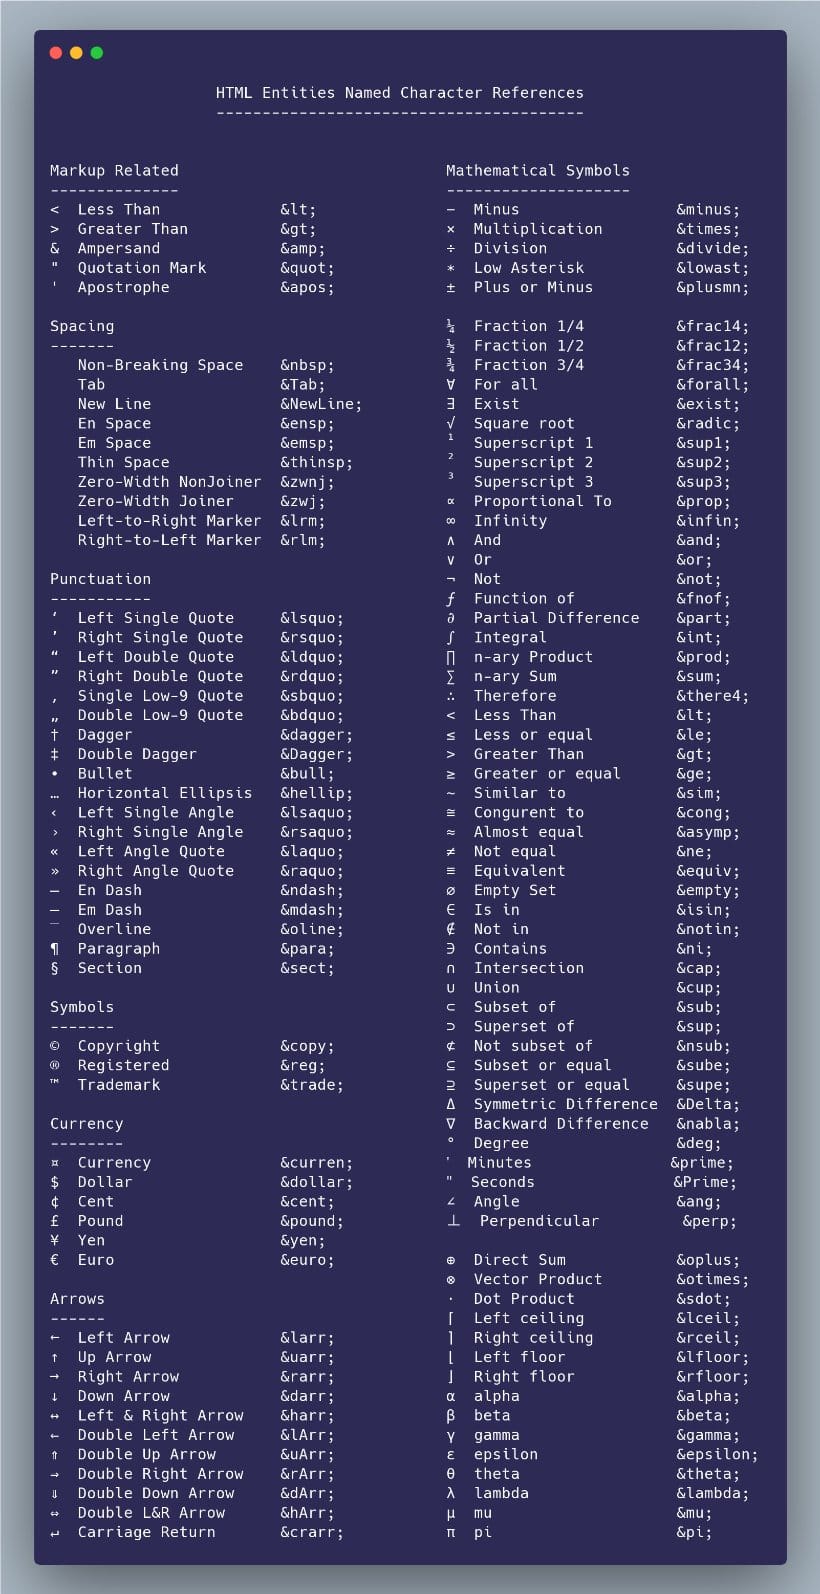 HTML Entities Named Character References
----------------------------------------
Markup Related
--------------
<  Less Than             &lt;
>  Greater Than          &gt;
&  Ampersand             &amp;
"  Quotation Mark        &quot;
'  Apostrophe            &apos;
Spacing
-------
Non-Breaking Space    &nbsp;
Tab                   &Tab;
New Line              &NewLine;
En Space              &ensp;
Em Space              &emsp;
Thin Space            &thinsp;
Zero-Width NonJoiner  &zwnj;
Zero-Width Joiner     &zwj;
Left-to-Right Marker  &lrm;
Right-to-Left Marker  &rlm;
Punctuation
-----------
‘  Left Single Quote     &lsquo;
’  Right Single Quote    &rsquo;
“  Left Double Quote     &ldquo;
”  Right Double Quote    &rdquo;
‚  Single Low-9 Quote    &sbquo;
„  Double Low-9 Quote    &bdquo;
†  Dagger                &dagger;
‡  Double Dagger         &Dagger;
•  Bullet                &bull;
…  Horizontal Ellipsis   &hellip;
‹  Left Single Angle     &lsaquo;
›  Right Single Angle    &rsaquo;
«  Left Angle Quote      &laquo;
»  Right Angle Quote     &raquo;
–  En Dash               &ndash;
—  Em Dash               &mdash;
‾  Overline              &oline;
¶  Paragraph             &para;
§  Section               &sect;
Symbols
-------
©  Copyright             &copy;
®  Registered            &reg;
™  Trademark             &trade;
Currency
--------
¤  Currency              &curren;
$  Dollar                &dollar;
¢  Cent                  &cent;
£  Pound                 &pound;
¥  Yen                   &yen;
€  Euro                  &euro;
Arrows
------
←  Left Arrow            &larr;
↑  Up Arrow              &uarr;
→  Right Arrow           &rarr;
↓  Down Arrow            &darr;
↔  Left & Right Arrow    &harr;
⇐  Double Left Arrow     &lArr;
⇑  Double Up Arrow       &uArr;
⇒  Double Right Arrow    &rArr;
⇓  Double Down Arrow     &dArr;
⇔  Double L&R Arrow      &hArr;
↵  Carriage Return       &crarr;
Mathematical Symbols
--------------------
−  Minus                 &minus;
×  Multiplication        &times;
÷  Division              &divide;
∗  Low Asterisk          &lowast;
±  Plus or Minus         &plusmn;
¼  Fraction 1/4          &frac14;
½  Fraction 1/2          &frac12;
¾  Fraction 3/4          &frac34;
∀  For all               &forall;
∃  Exist                 &exist;
√  Square root           &radic;
¹  Superscript 1         &sup1;
²  Superscript 2         &sup2;
³  Superscript 3         &sup3;
∝  Proportional To       &prop;
∞  Infinity              &infin;
∧  And                   &and;
∨  Or                    &or;
¬  Not                   &not;
ƒ  Function of           &fnof;
∂  Partial Difference    &part;
∫  Integral              &int;
∏  n-ary Product         &prod;
∑  n-ary Sum             &sum;
∴  Therefore             &there4;
<  Less Than             &lt;
≤  Less or equal         &le;
>  Greater Than          &gt;
≥  Greater or equal      &ge;
∼  Similar to            &sim;
≅  Congurent to          &cong;
≈  Almost equal          &asymp;
≠  Not equal             &ne;
≡  Equivalent            &equiv;
∅  Empty Set             &empty;
∈  Is in                 &isin;
∉  Not in                &notin;
∋  Contains              &ni;
∩  Intersection          &cap;
∪  Union                 &cup;
⊂  Subset of             &sub;
⊃  Superset of           &sup;
⊄  Not subset of         &nsub;
⊆  Subset or equal       &sube;
⊇  Superset or equal     &supe;
Δ  Symmetric Difference  &Delta;
∇  Backward Difference   &nabla;
°  Degree                &deg;
′  Minutes               &prime;
″  Seconds               &Prime;
∠  Angle                 &ang;
⊥  Perpendicular         &perp;
⊕  Direct Sum            &oplus;
⊗  Vector Product        &otimes;
⋅  Dot Product           &sdot;
⌈  Left ceiling          &lceil;
⌉  Right ceiling         &rceil;
⌊  Left floor            &lfloor;
⌋  Right floor           &rfloor;
α  alpha                 &alpha;
β  beta                  &beta;
γ  gamma                 &gamma;
ε  epsilon               &epsilon;
θ  theta                 &theta;
λ  lambda                &lambda;
μ  mu                    &mu;
π  pi                    &pi;